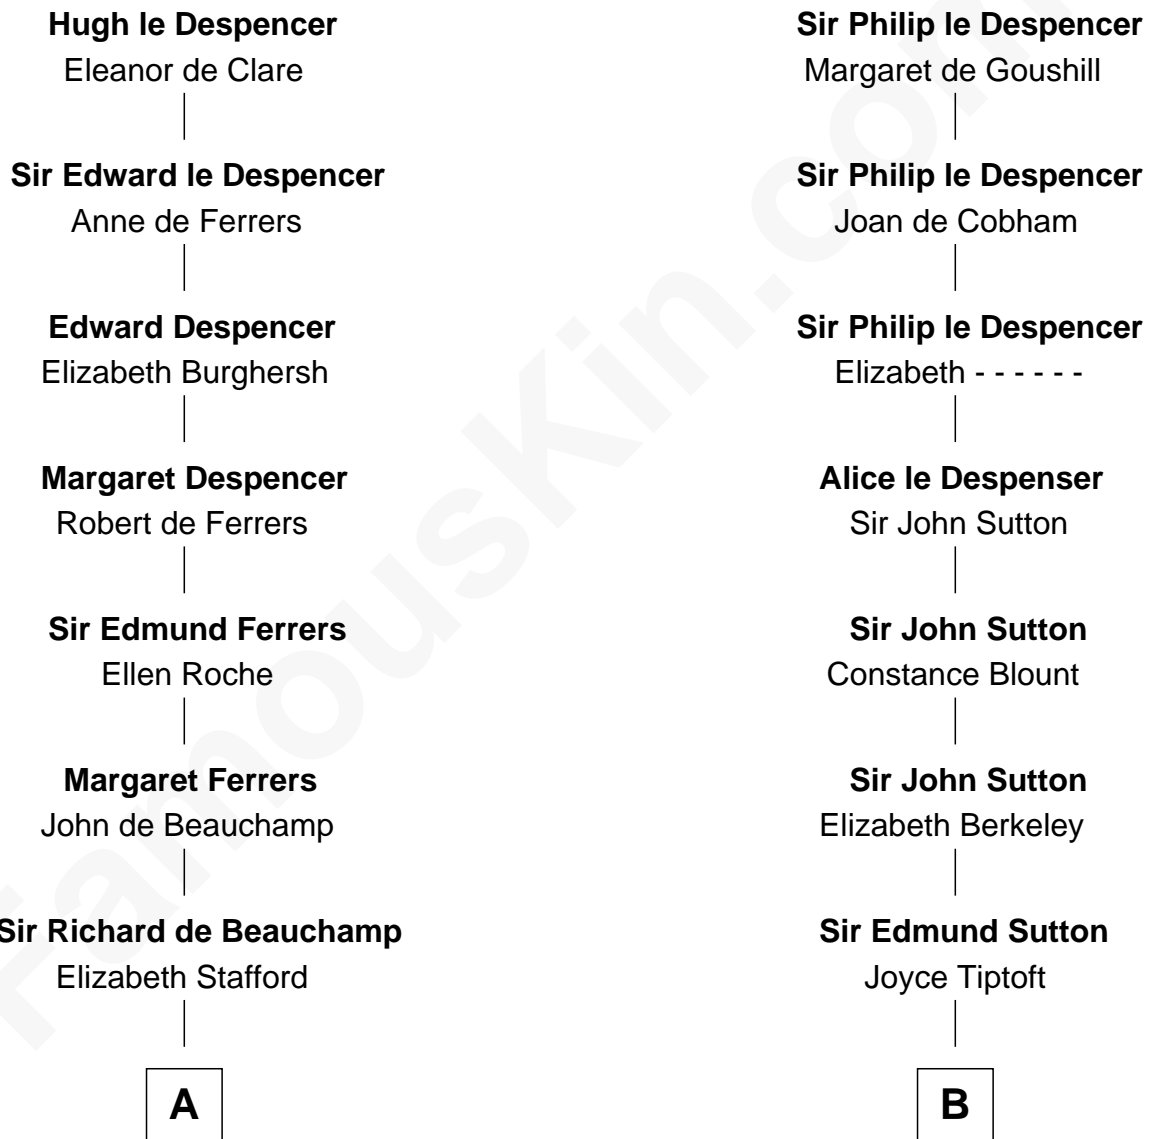 Hugh le Despencer
Eleanor de Clare
Sir Edward le Despencer
Anne de Ferrers
Edward Despencer
Elizabeth Burghersh
Margaret Despencer
Robert de Ferrers
Sir Edmund Ferrers
Ellen Roche
Margaret Ferrers
John de Beauchamp
Sir Richard de Beauchamp
Elizabeth Stafford
A
Sir Philip le Despencer
Margaret de Goushill
Sir Philip le Despencer
Joan de Cobham
Sir Philip le Despencer
Elizabeth - - - - - -
Alice le Despenser
Sir John Sutton
Sir John Sutton
Constance Blount
Sir John Sutton
Elizabeth Berkeley
Sir Edmund Sutton
Joyce Tiptoft
B
FamousKin.com